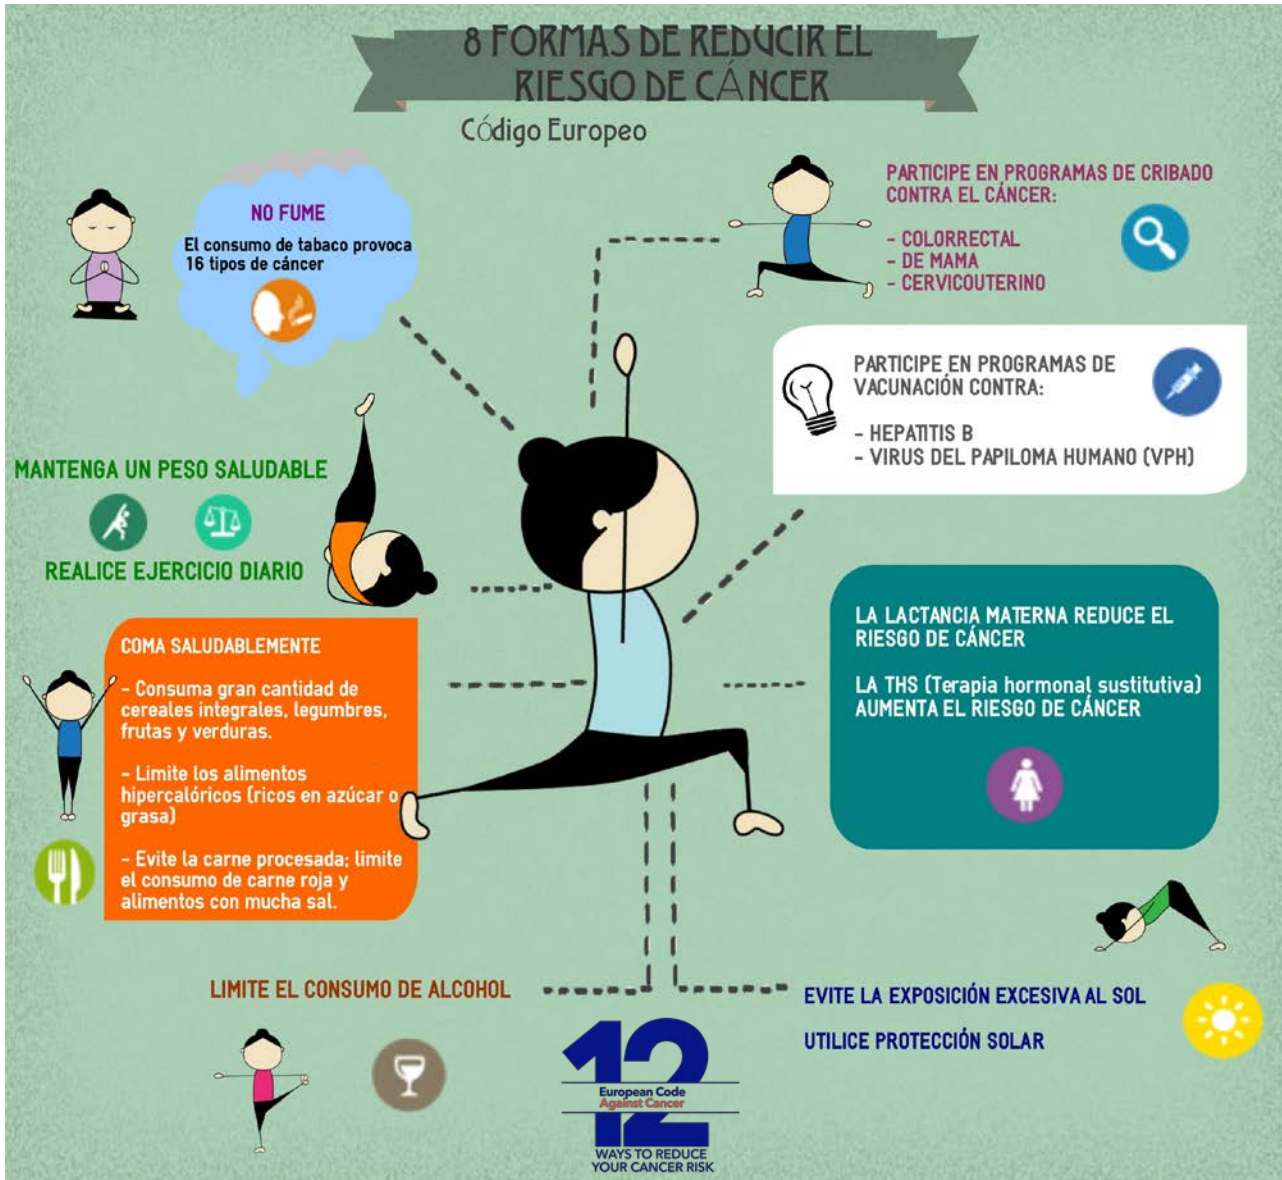 8 FORMAS DE REDUCIR EL
RIESGO DE CÁNCER
Código Europeo
NO FUME
El consumo de tabaco provoca
16 tipos de cáncer
PARTICIPE EN PROGRAMAS DE CRIBADO
CONTRA EL CÁNCER:
- COLORRECTAL
- DE MAMA
- CERVICOUTERINO
PARTICIPE EN PROGRAMAS DE
VACUNACIÓN CONTRA:
- HEPATITIS B
- VIRUS DEL PAPILOMA HUMANO (VPH)
MANTENGA UN PESO SALUDABLE
REALICE EJERCICIO DIARIO
COMA SALUDABLEMENTE
- Consuma gran cantidad de
cereales integrales, legumbres,
frutas y verduras.
- Limite los alimentos
hipercalóricos (ricos en azúcar o
grasa)
- Evite la carne procesada; limite
el consumo de carne roja y
alimentos con mucha sal.
LA LACTANCIA MATERNA REDUCE EL
RIESGO DE CÁNCER
LA THS (Terapia hormonal sustitutiva)
AUMENTA EL RIESGO DE CÁNCER
LIMITE EL CONSUMO DE ALCOHOL
EVITE LA EXPOSICIÓN EXCESIVA AL SOL
UTILICE PROTECCIÓN SOLAR
12
European Code
Against Cancer
WAYS TO REDUCE
YOUR CANCER RISK